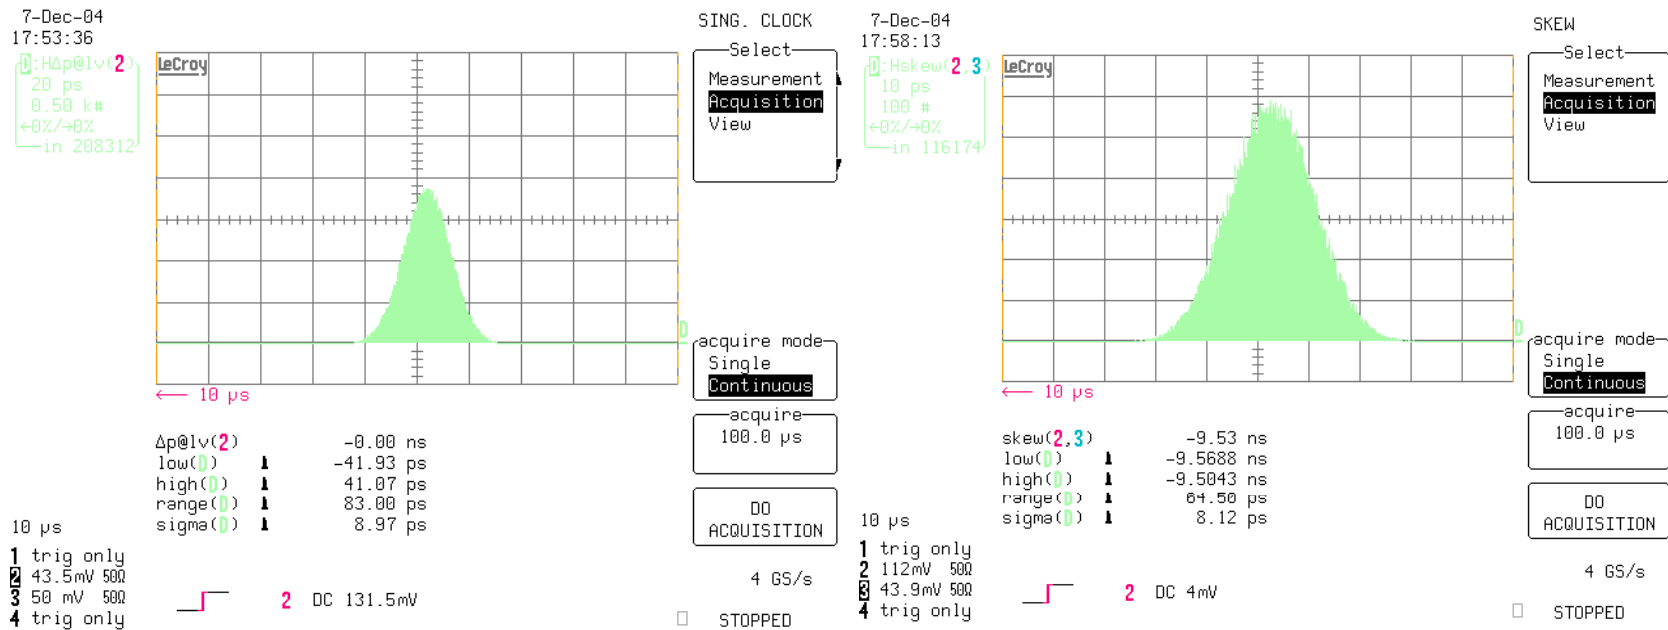 7-Dec-04
17:53:36
D:HΔp@lv(2)
20 ps
0.50 k#
←0%/→0%
in 208312
LeCroy
← 10 µs
D
Δp@lv(2) -0.00 ns
low(D) -41.93 ps
high(D) 41.07 ps
range(D) 83.00 ps
sigma(D) 8.97 ps
10 µs
1 trig only
2 43.5mV 50Ω
3 50 mV 50Ω
4 trig only
2 DC 131.5mV
SING. CLOCK
Select
Measurement
Acquisition
View
acquire mode
Single
Continuous
acquire
100.0 µs
DO
ACQUISITION
4 GS/s
STOPPED
7-Dec-04
17:58:13
D:Hskew(2,3)
10 ps
100 #
←0%/→0%
in 116174
LeCroy
← 10 µs
D
skew(2,3) -9.53 ns
low(D) -9.5688 ns
high(D) -9.5043 ns
range(D) 64.50 ps
sigma(D) 8.12 ps
10 µs
1 trig only
2 112mV 50Ω
3 43.9mV 50Ω
4 trig only
2 DC 4mV
SKEW
Select
Measurement
Acquisition
View
acquire mode
Single
Continuous
acquire
100.0 µs
DO
ACQUISITION
4 GS/s
STOPPED